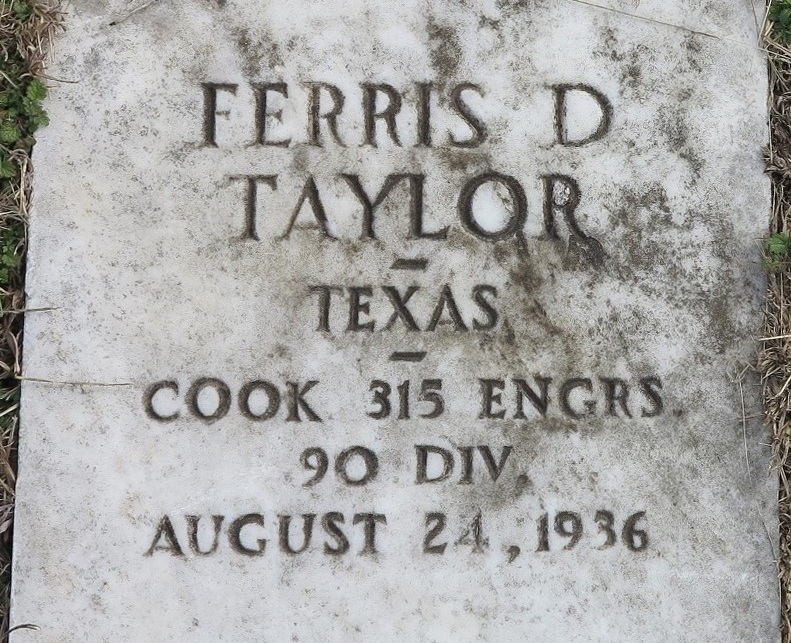 FERRIS D
TAYLOR
–
TEXAS
–
COOK 315 ENGRS
90 DIV.
AUGUST 24, 1936